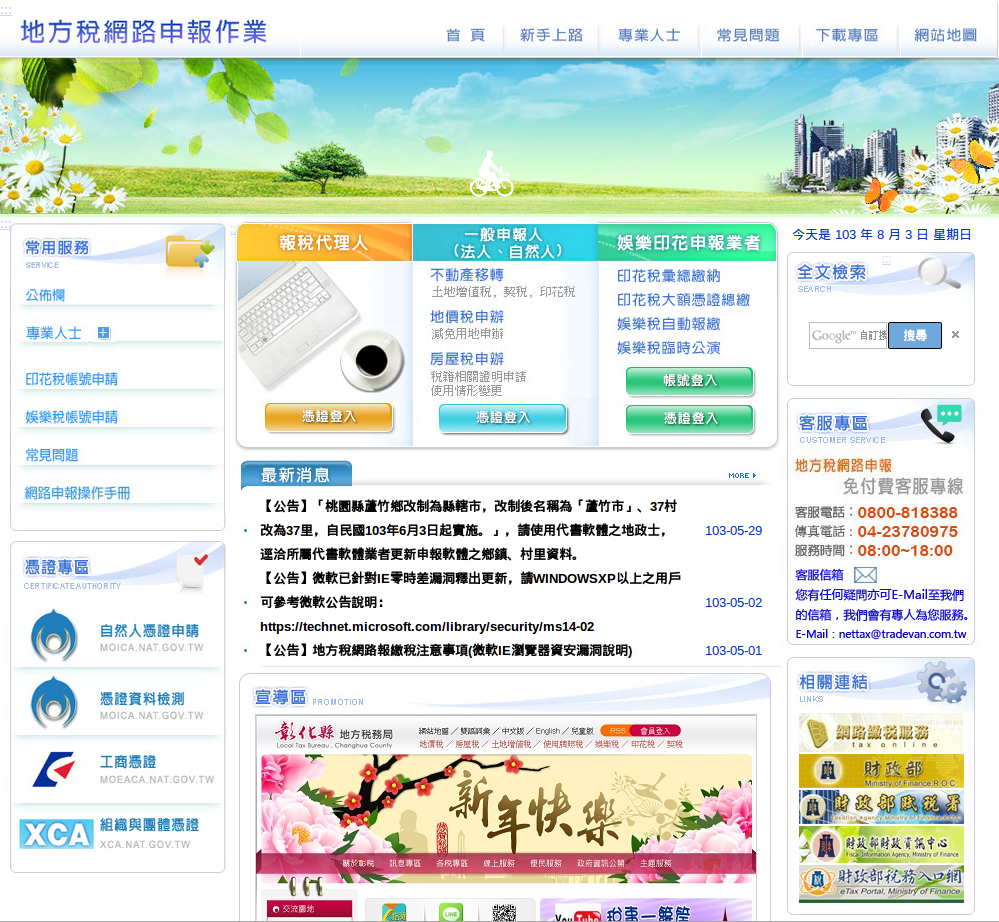 地方稅網路申報作業
首 頁
新手上路
專業人士
常見問題
下載專區
網站地圖
常用服務
SERVICE
公佈欄
專業人士
印花稅帳號申請
娛樂稅帳號申請
常見問題
網路申報操作手冊
憑證專區
CERTIFICATE AUTHORITY
自然人憑證申請
MOICA.NAT.GOV.TW
憑證資料檢測
MOICA.NAT.GOV.TW
工商憑證
MOEACA.NAT.GOV.TW
XCA
組織與團體憑證
XCA.NAT.GOV.TW
報稅代理人
憑證登入
一般申報人
（法人、自然人）
不動產移轉
土地增值稅, 契稅, 印花稅
地價稅申辦
減免用地申辦
房屋稅申辦
稅籍相關證明申請
使用情形變更
憑證登入
娛樂印花申報業者
印花稅彙總繳納
印花稅大額憑證總繳
娛樂稅自動報繳
娛樂稅臨時公演
帳號登入
憑證登入
最新消息
MORE
【公告】「桃園縣蘆竹鄉改制為縣轄市，改制後名稱為「蘆竹市」、37村
改為37里，自民國103年6月3日起實施。」，請使用代書軟體之地政士，
逕洽所屬代書軟體業者更新申報軟體之鄉鎮、村里資料。
103-05-29
【公告】微軟已針對IE零時差漏洞釋出更新，請WINDOWSXP以上之用戶
可參考微軟公告說明：
https://technet.microsoft.com/library/security/ms14-02
103-05-02
【公告】地方稅網路報繳稅注意事項(微軟IE瀏覽器資安漏洞說明)
103-05-01
宣導區
PROMOTION
彰化縣 地方稅務局
Local Tax Bureau , Changhua County
網站地圖 ／ 雙語詞彙 ／ 中文版 ／ English ／ 兒童版
RSS
會員登入
地價稅 ／ 房屋稅 ／ 土地增值稅 ／ 使用牌照稅 ／ 娛樂稅 ／ 印花稅 ／ 契稅
新年快樂
關於彰稅
訊息專區
各稅專區
線上服務
便民服務
政府資訊公開
主題服務
交流園地
LINE
You Tube
今天是 103 年 8 月 3 日 星期日
全文檢索
SEARCH
Google™ 自訂搜
搜尋
×
客服專區
CUSTOMER SERVICE
地方稅網路申報
免付費客服專線
客服電話：0800-818388
傳真電話：04-23780975
服務時間：08:00~18:00
客服信箱
您有任何疑問亦可E-Mail至我們
的信箱，我們會有專人為您服務。
E-Mail：nettax@tradevan.com.tw
相關連結
LINKS
網路繳稅服務
tax online
財政部
Ministry of Finance R O C
財政部賦稅署
Taxation Agency, Ministry of Finance
財政部財政資訊中心
Fiscal Information Agency, Ministry of Finance
財政部稅務入口網
eTax Portal, Ministry of Finance